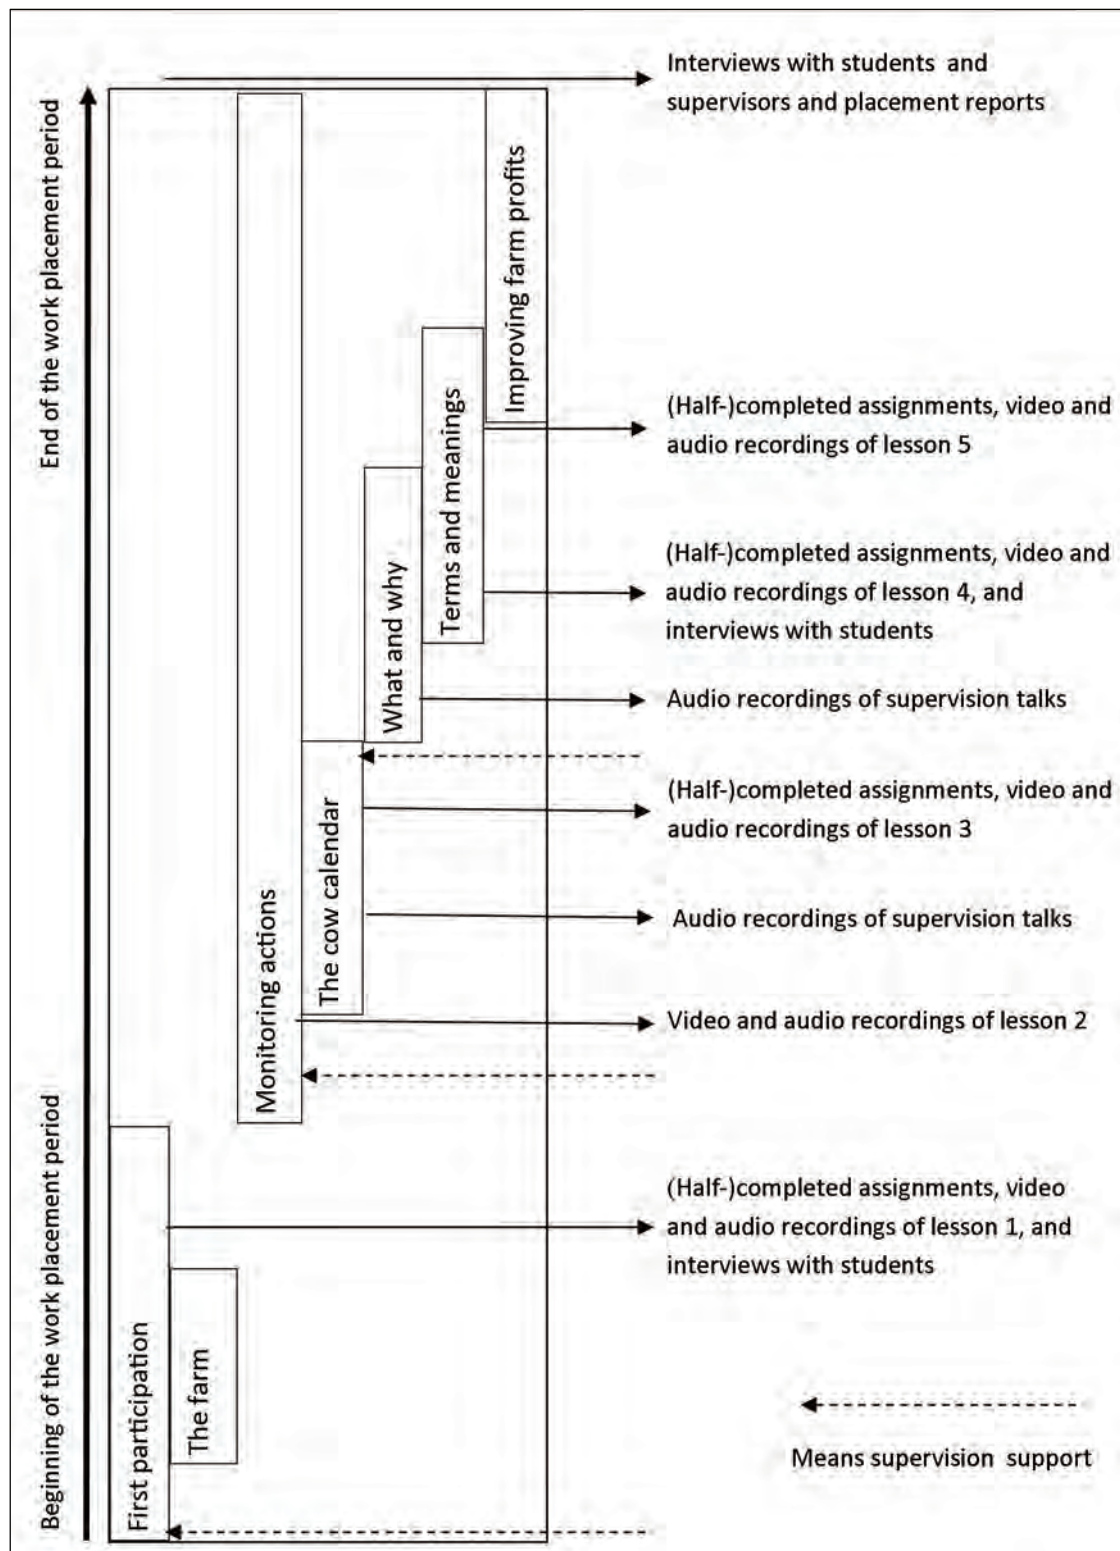 Interviews with students and
supervisors and placement reports
End of the work placement period
Improving farm profits
(Half-)completed assignments, video and
audio recordings of lesson 5
Terms and meanings
(Half-)completed assignments, video and
audio recordings of lesson 4, and
interviews with students
What and why
Audio recordings of supervision talks
(Half-)completed assignments, video and
audio recordings of lesson 3
The cow calendar
Audio recordings of supervision talks
Monitoring actions
Video and audio recordings of lesson 2
Beginning of the work placement period
(Half-)completed assignments, video
and audio recordings of lesson 1, and
interviews with students
First participation
The farm
Means supervision support